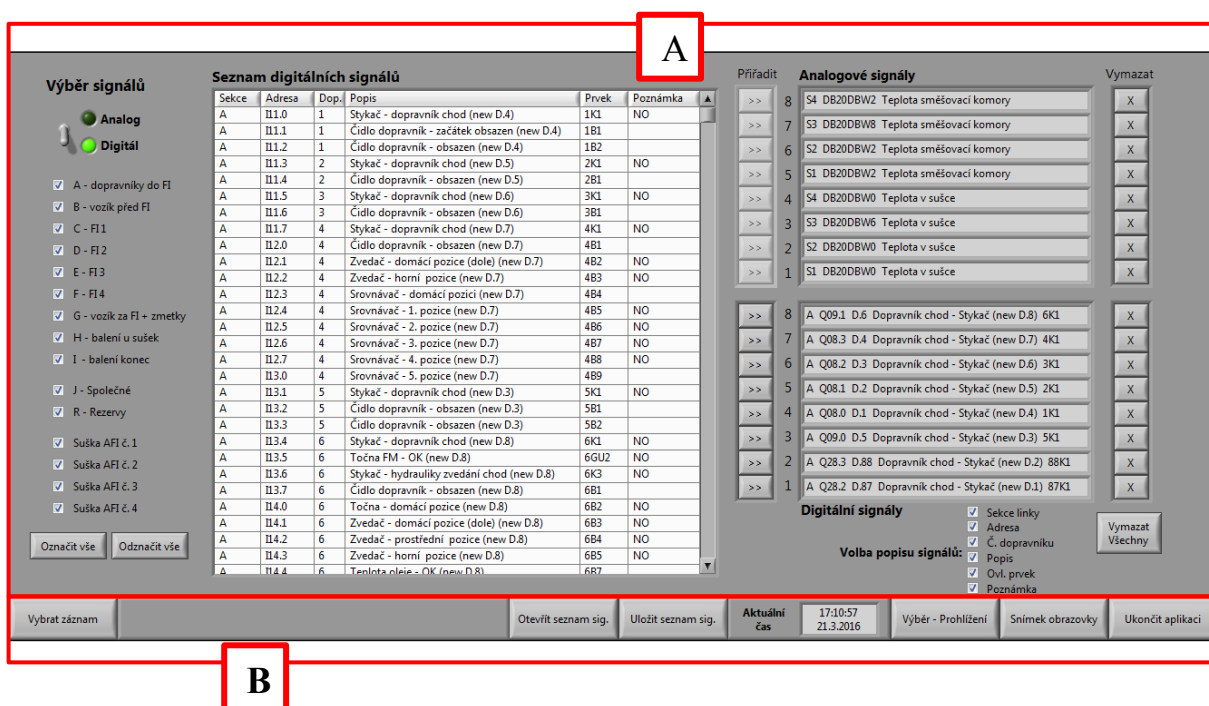 A
Výběr signálů
Analog
Digitál
A - dopravníky do FI
B - vozík před FI
C - FI1
D - FI2
E - FI3
F - FI4
G - vozík za FI + zmetky
H - balení u sušek
I - balení konec
J - Společné
R - Rezervy
Suška AFI č. 1
Suška AFI č. 2
Suška AFI č. 3
Suška AFI č. 4
Označit vše Odznačit vše
Seznam digitálních signálů
Sekce Adresa Dop. Popis Prvek Poznámka
A I11.0 1 Stykač - dopravník chod (new D.4) 1K1 NO
A I11.1 1 Čidlo dopravník - začátek obsazen (new D.4) 1B1
A I11.2 1 Čidlo dopravník - obsazen (new D.4) 1B2
A I11.3 2 Stykač - dopravník chod (new D.5) 2K1 NO
A I11.4 2 Čidlo dopravník - obsazen (new D.5) 2B1
A I11.5 3 Stykač - dopravník chod (new D.6) 3K1 NO
A I11.6 3 Čidlo dopravník - obsazen (new D.6) 3B1
A I11.7 4 Stykač - dopravník chod (new D.7) 4K1 NO
A I12.0 4 Čidlo dopravník - obsazen (new D.7) 4B1
A I12.1 4 Zvedač - domácí pozice (dole) (new D.7) 4B2 NO
A I12.2 4 Zvedač - horní pozice (new D.7) 4B3 NO
A I12.3 4 Srovnávač - domácí pozici (new D.7) 4B4
A I12.4 4 Srovnávač - 1. pozice (new D.7) 4B5 NO
A I12.5 4 Srovnávač - 2. pozice (new D.7) 4B6 NO
A I12.6 4 Srovnávač - 3. pozice (new D.7) 4B7 NO
A I12.7 4 Srovnávač - 4. pozice (new D.7) 4B8 NO
A I13.0 4 Srovnávač - 5. pozice (new D.7) 4B9
A I13.1 5 Stykač - dopravník chod (new D.3) 5K1 NO
A I13.2 5 Čidlo dopravník - obsazen (new D.3) 5B1
A I13.3 5 Čidlo dopravník - obsazen (new D.3) 5B2
A I13.4 6 Stykač - dopravník chod (new D.8) 6K1 NO
A I13.5 6 Točna FM - OK (new D.8) 6GU2 NO
A I13.6 6 Stykač - hydrauliky zvedání chod (new D.8) 6K3 NO
A I13.7 6 Čidlo dopravník - obsazen (new D.8) 6B1
A I14.0 6 Točna - domácí pozice (new D.8) 6B2 NO
A I14.1 6 Zvedač - domácí pozice (dole) (new D.8) 6B3 NO
A I14.2 6 Zvedač - prostřední pozice (new D.8) 6B4 NO
A I14.3 6 Zvedač - horní pozice (new D.8) 6B5 NO
A I14.4 6 Teplota oleje - OK (new D.8) 6B7
Přiřadit Analogové signály Vymazat
>> 8 S4 DB20DBW2 Teplota směšovací komory X
>> 7 S3 DB20DBW8 Teplota směšovací komory X
>> 6 S2 DB20DBW2 Teplota směšovací komory X
>> 5 S1 DB20DBW2 Teplota směšovací komory X
>> 4 S4 DB20DBW0 Teplota v sušce X
>> 3 S3 DB20DBW6 Teplota v sušce X
>> 2 S2 DB20DBW0 Teplota v sušce X
>> 1 S1 DB20DBW0 Teplota v sušce X
>> 8 A Q09.1 D.6 Dopravník chod - Stykač (new D.8) 6K1 X
>> 7 A Q08.3 D.4 Dopravník chod - Stykač (new D.7) 4K1 X
>> 6 A Q08.2 D.3 Dopravník chod - Stykač (new D.6) 3K1 X
>> 5 A Q08.1 D.2 Dopravník chod - Stykač (new D.5) 2K1 X
>> 4 A Q08.0 D.1 Dopravník chod - Stykač (new D.4) 1K1 X
>> 3 A Q09.0 D.5 Dopravník chod - Stykač (new D.3) 5K1 X
>> 2 A Q28.3 D.88 Dopravník chod - Stykač (new D.2) 88K1 X
>> 1 A Q28.2 D.87 Dopravník chod - Stykač (new D.1) 87K1 X
Digitální signály
Volba popisu signálů:
Sekce linky
Adresa
Č. dopravníku
Popis
Ovl. prvek
Poznámka
Vymazat
Všechny
Vybrat záznam Otevřít seznam sig. Uložit seznam sig. Aktuální čas 17:10:57 21.3.2016 Výběr - Prohlížení Snímek obrazovky Ukončit aplikaci
B